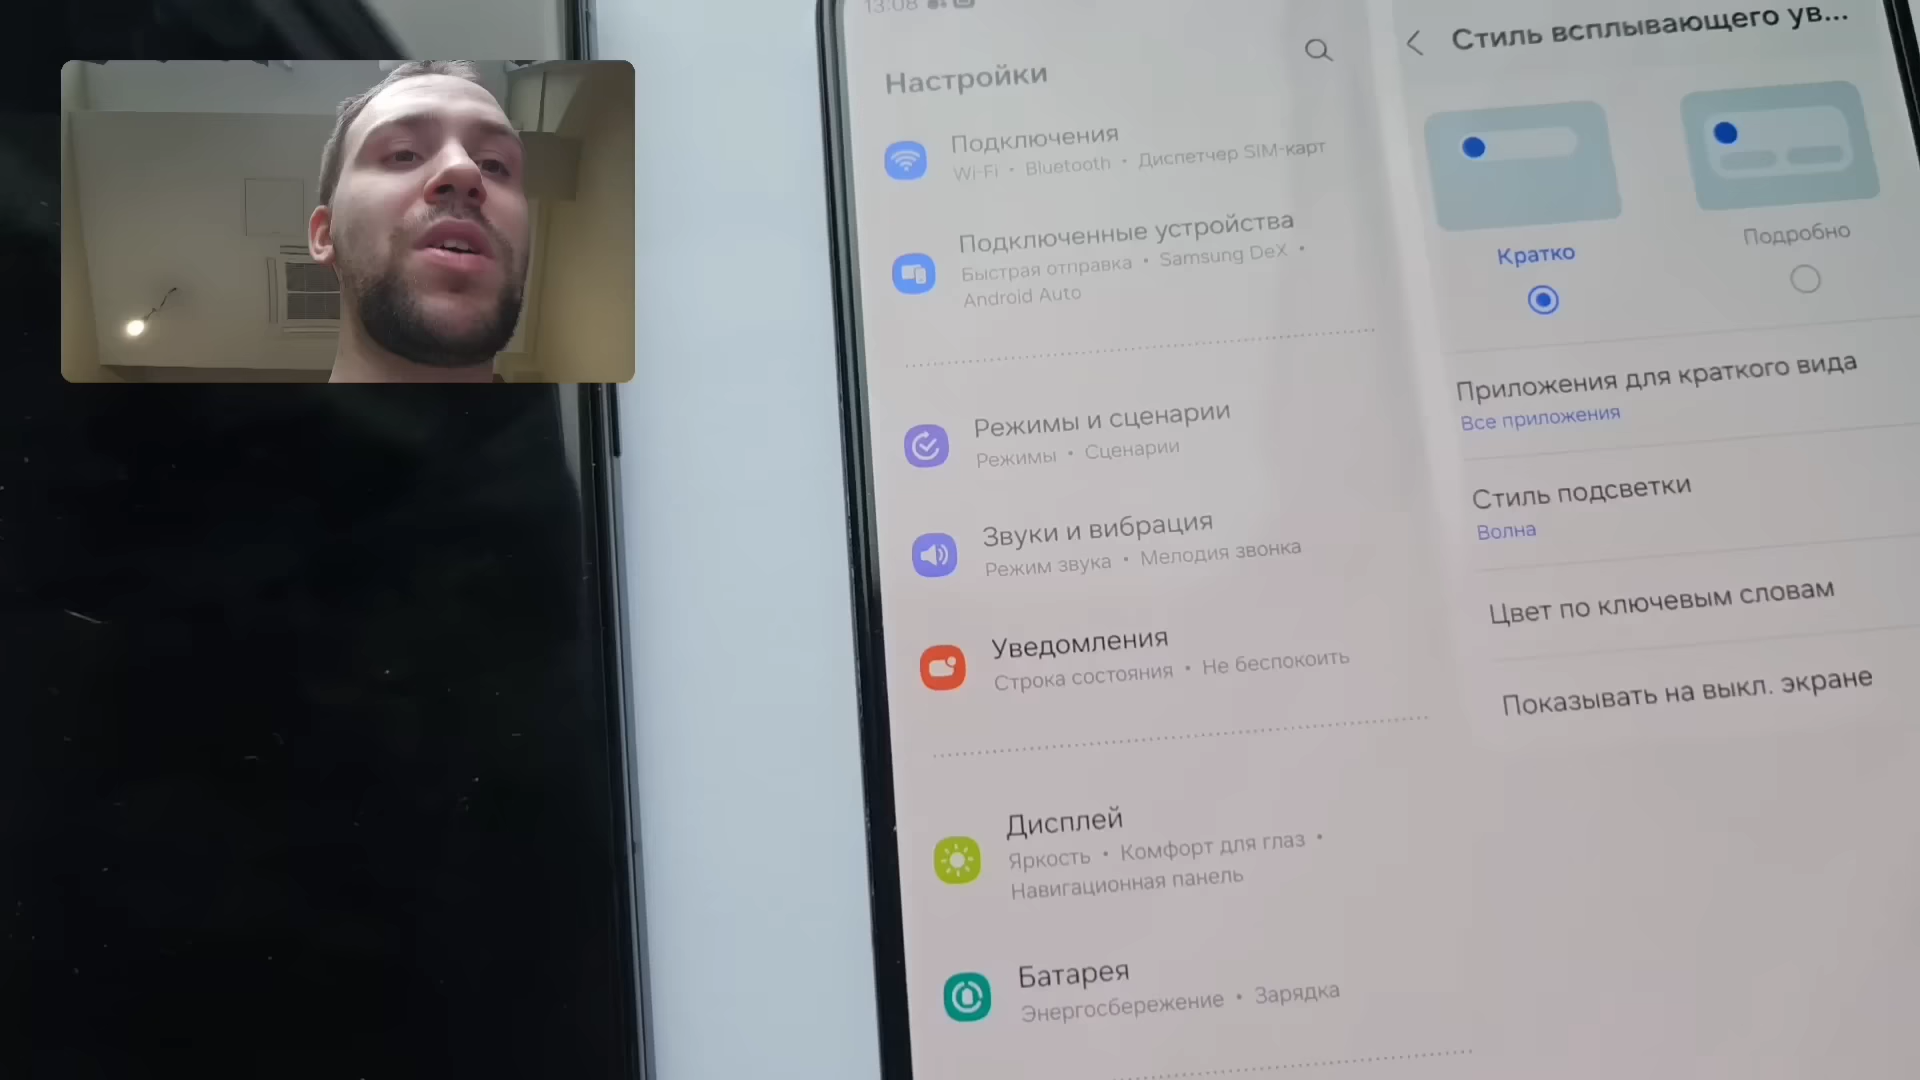 13:08
Настройки
Подключения
Wi-Fi • Bluetooth • Диспетчер SIM-карт
Подключенные устройства
Быстрая отправка • Samsung DeX •
Android Auto
Режимы и сценарии
Режимы • Сценарии
Звуки и вибрация
Режим звука • Мелодия звонка
Уведомления
Строка состояния • Не беспокоить
Дисплей
Яркость • Комфорт для глаз •
Навигационная панель
Батарея
Энергосбережение • Зарядка
Стиль всплывающего ув...
Кратко
Подробно
Приложения для краткого вида
Все приложения
Стиль подсветки
Волна
Цвет по ключевым словам
Показывать на выкл. экране